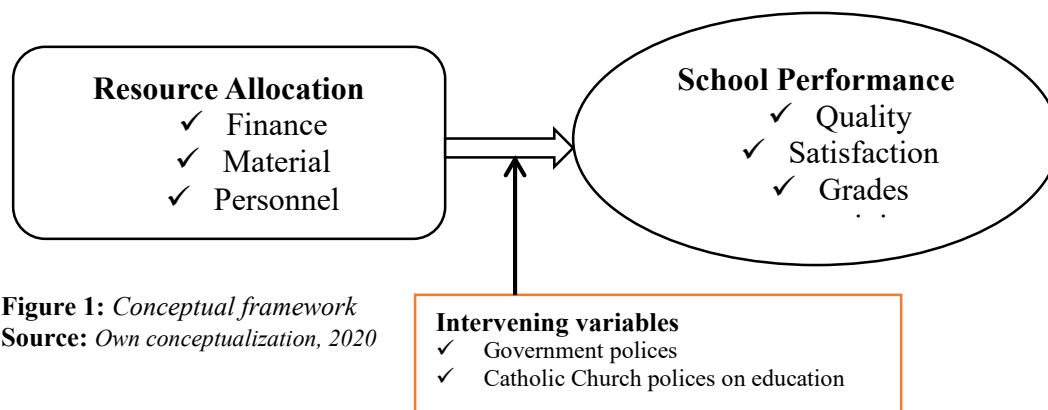 Resource Allocation
✓ Finance
✓ Material
✓ Personnel
School Performance
✓ Quality
✓ Satisfaction
✓ Grades
Figure 1: Conceptual framework
Source: Own conceptualization, 2020
Intervening variables
✓ Government polices
✓ Catholic Church polices on education